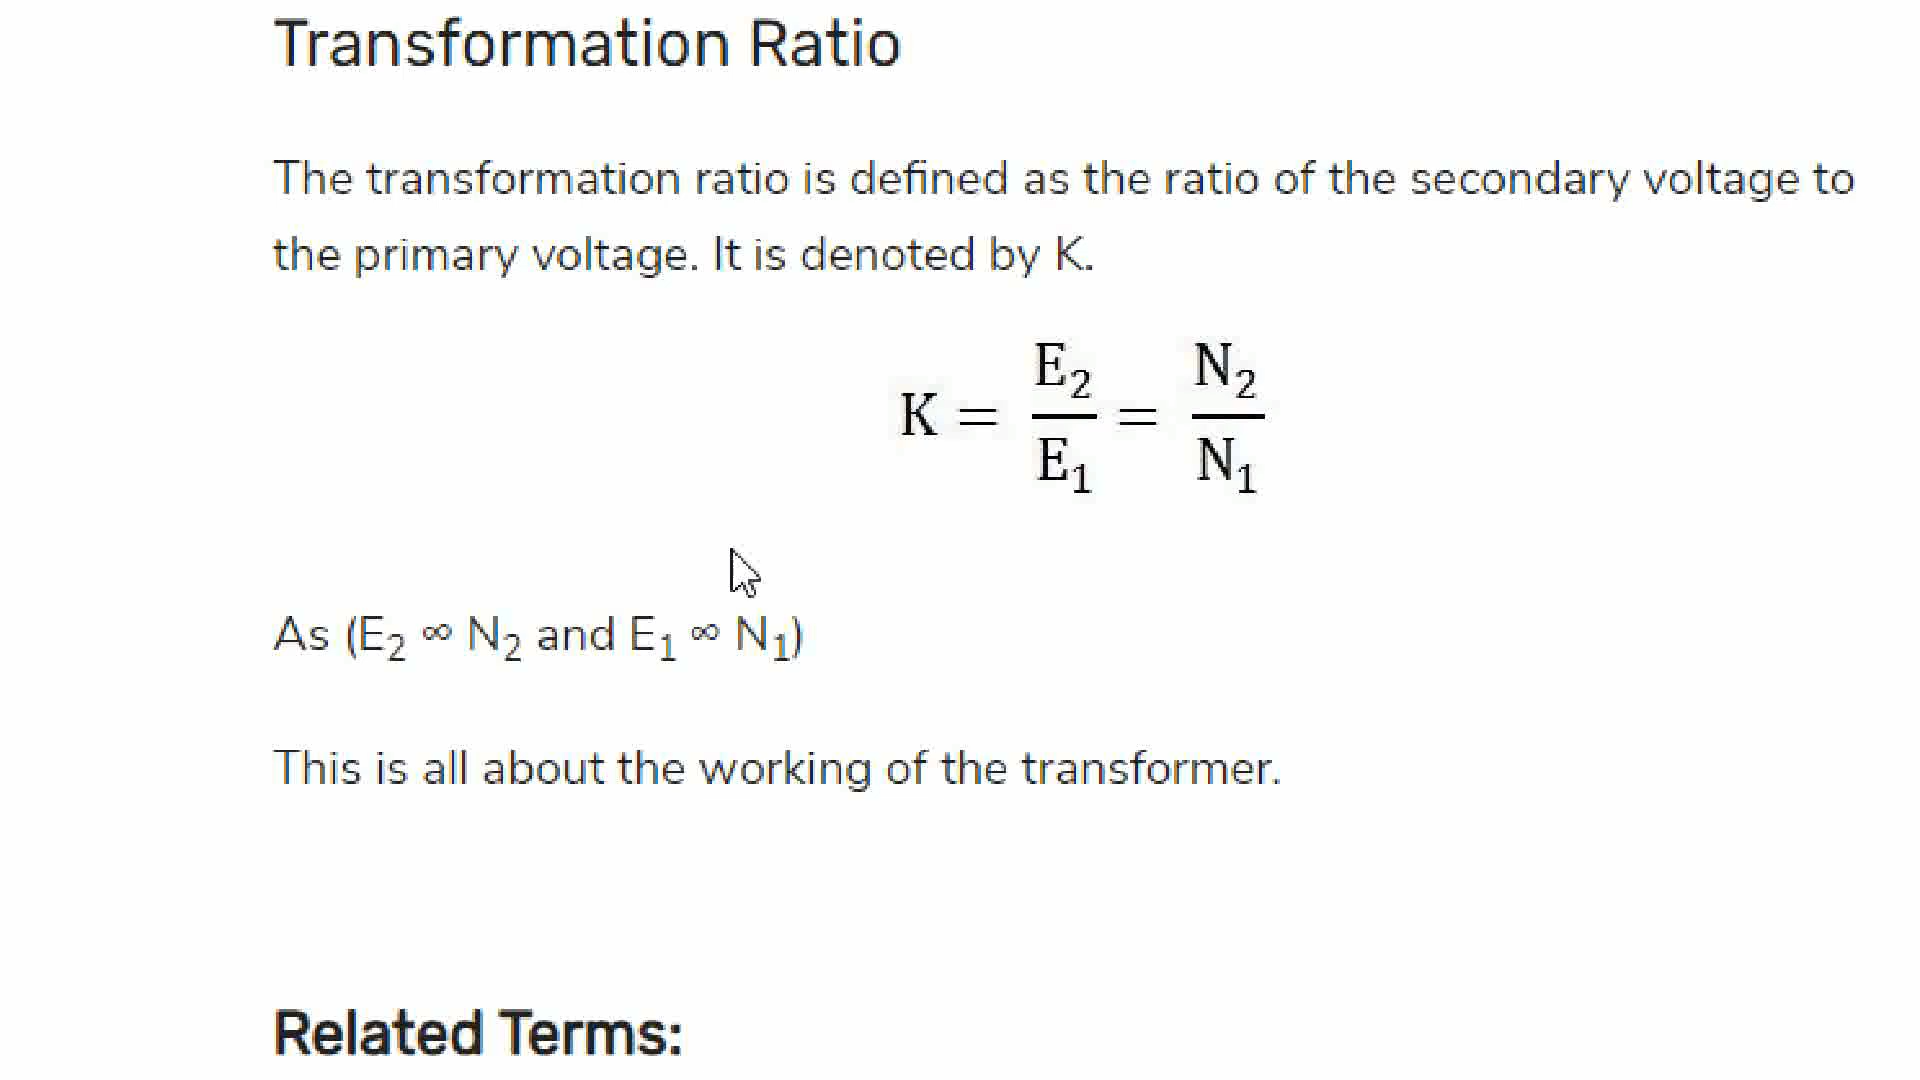 Transformation Ratio
The transformation ratio is defined as the ratio of the secondary voltage to
the primary voltage. It is denoted by K.
K = E₂/E₁ = N₂/N₁
As (E₂ ∞ N₂ and E₁ ∞ N₁)
This is all about the working of the transformer.
Related Terms: